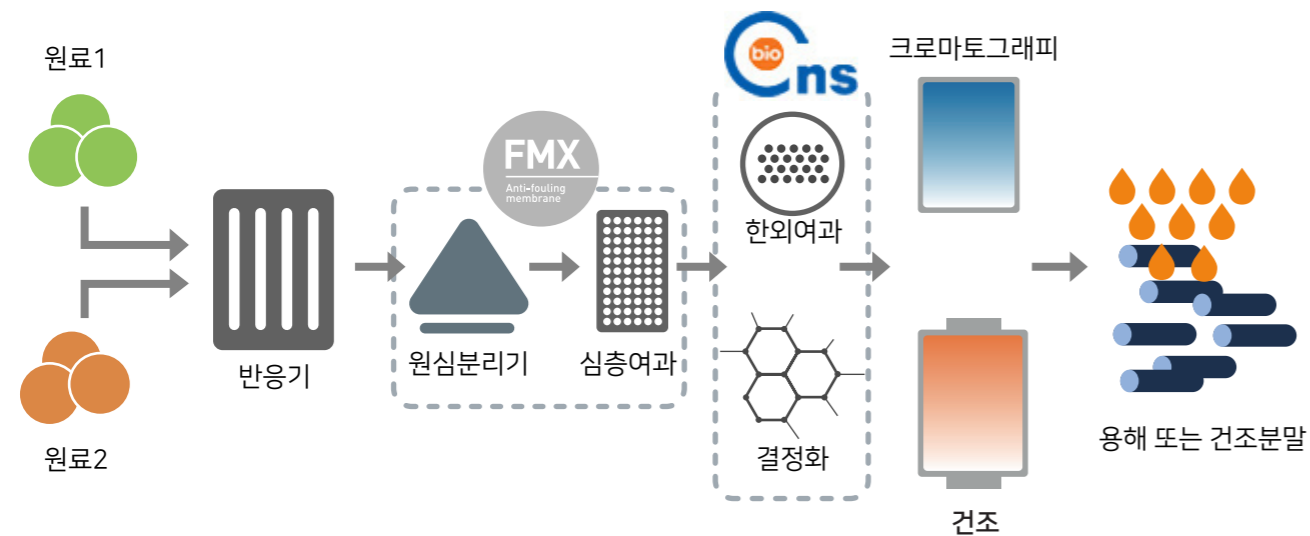 원료1
원료2
반응기
FMX
Anti-fouling
membrane
원심분리기
심층여과
bio
Cns
한외여과
결정화
크로마토그래피
건조
용해 또는 건조분말